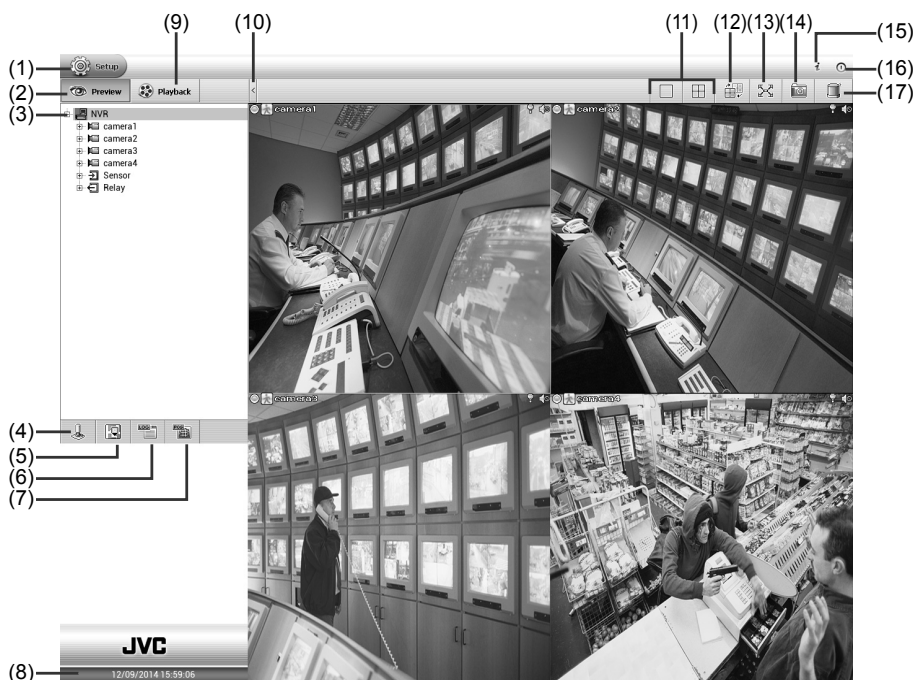 (9) (10) (11) (12)(13)(14) (15)
(1) Setup (16)
(2) Preview Playback (17)
(3) NVR
camera1
camera2
camera3
camera4
Sensor
Relay
camera1
camera2
camera3
camera4
(4)
(5)
(6)
(7)
LOG
LOG
JVC
(8) 12/09/2014 15:59:06